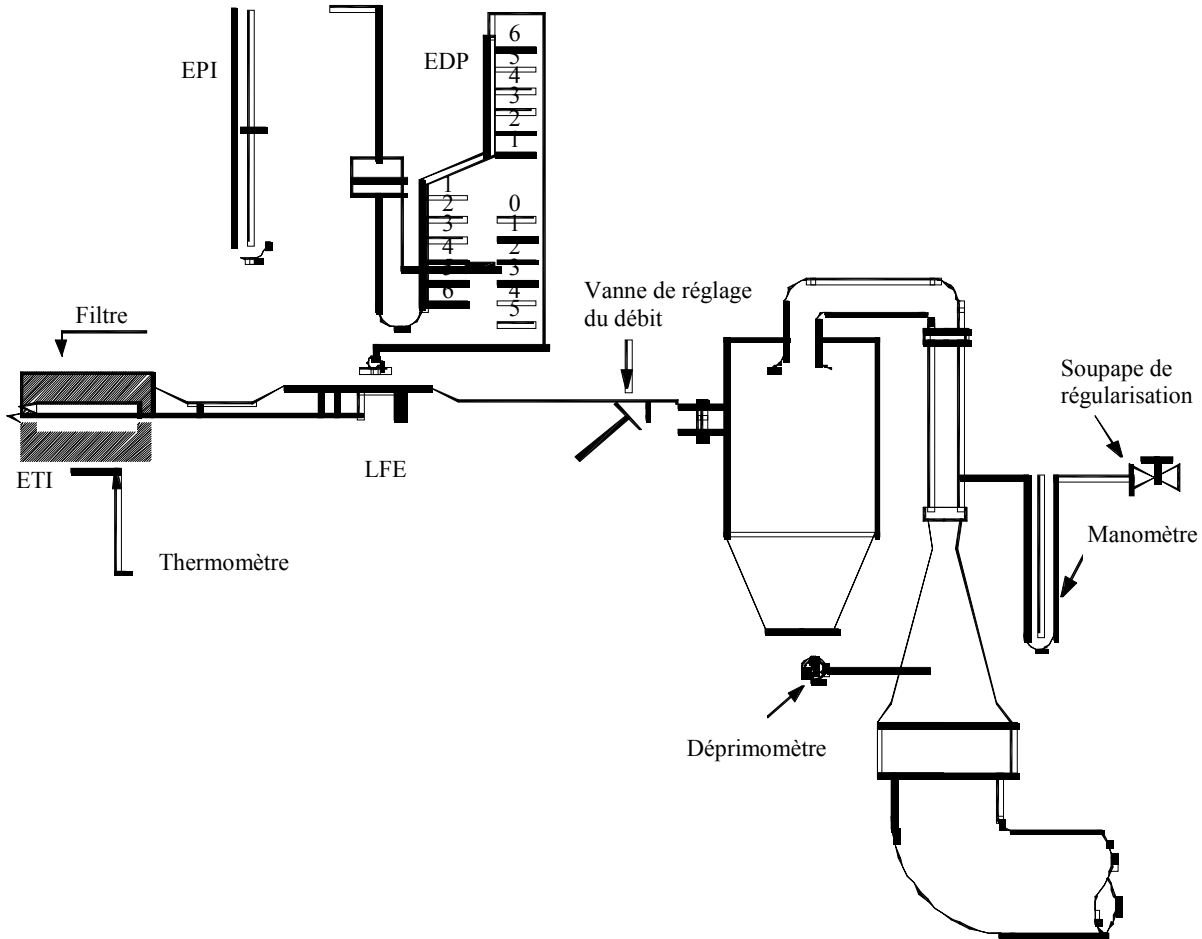 EPI
EDP
6
5
4
3
2
1
1
2
3
4
5
6
0
1
2
3
4
5
Filtre
Vanne de réglage
du débit
Soupape de
régularisation
ETI
LFE
Thermomètre
Manomètre
Déprimomètre